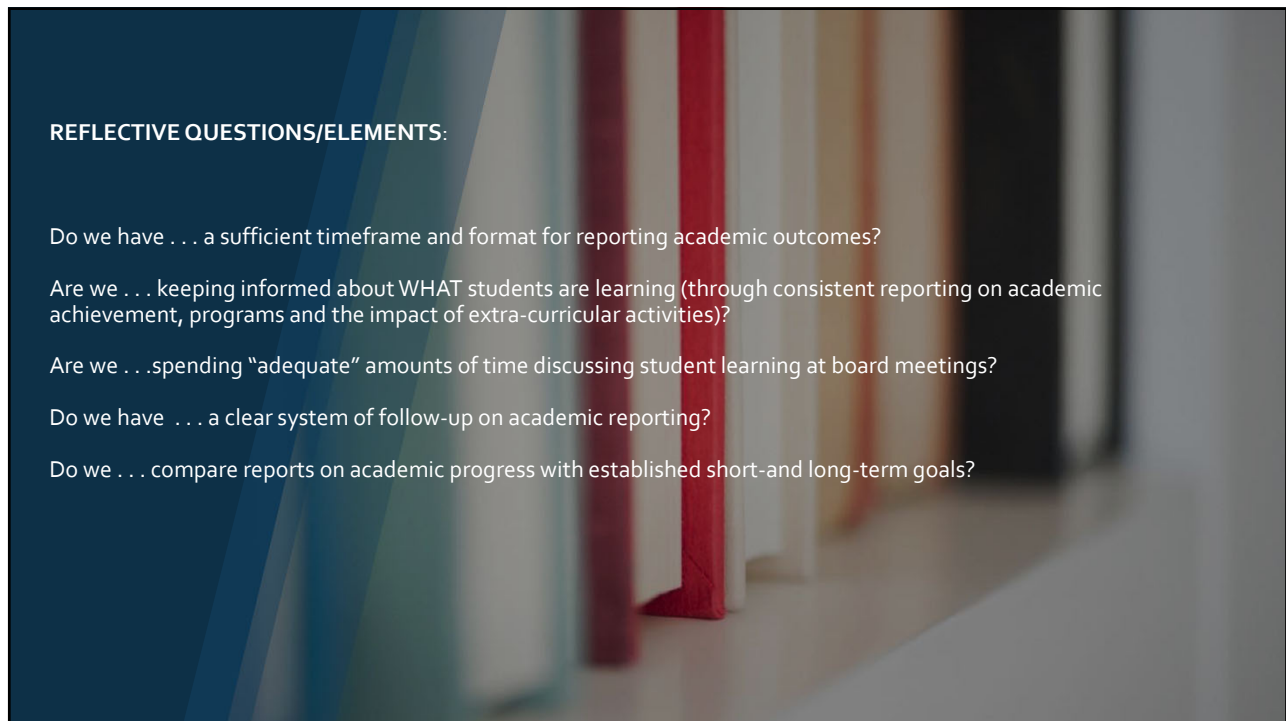 REFLECTIVE QUESTIONS/ELEMENTS:
Do we have . . . a sufficient timeframe and format for reporting academic outcomes?
Are we . . . keeping informed about WHAT students are learning (through consistent reporting on academic
achievement, programs and the impact of extra-curricular activities)?
Are we . . .spending “adequate” amounts of time discussing student learning at board meetings?
Do we have  . . . a clear system of follow-up on academic reporting?
Do we . . . compare reports on academic progress with established short-and long-term goals?